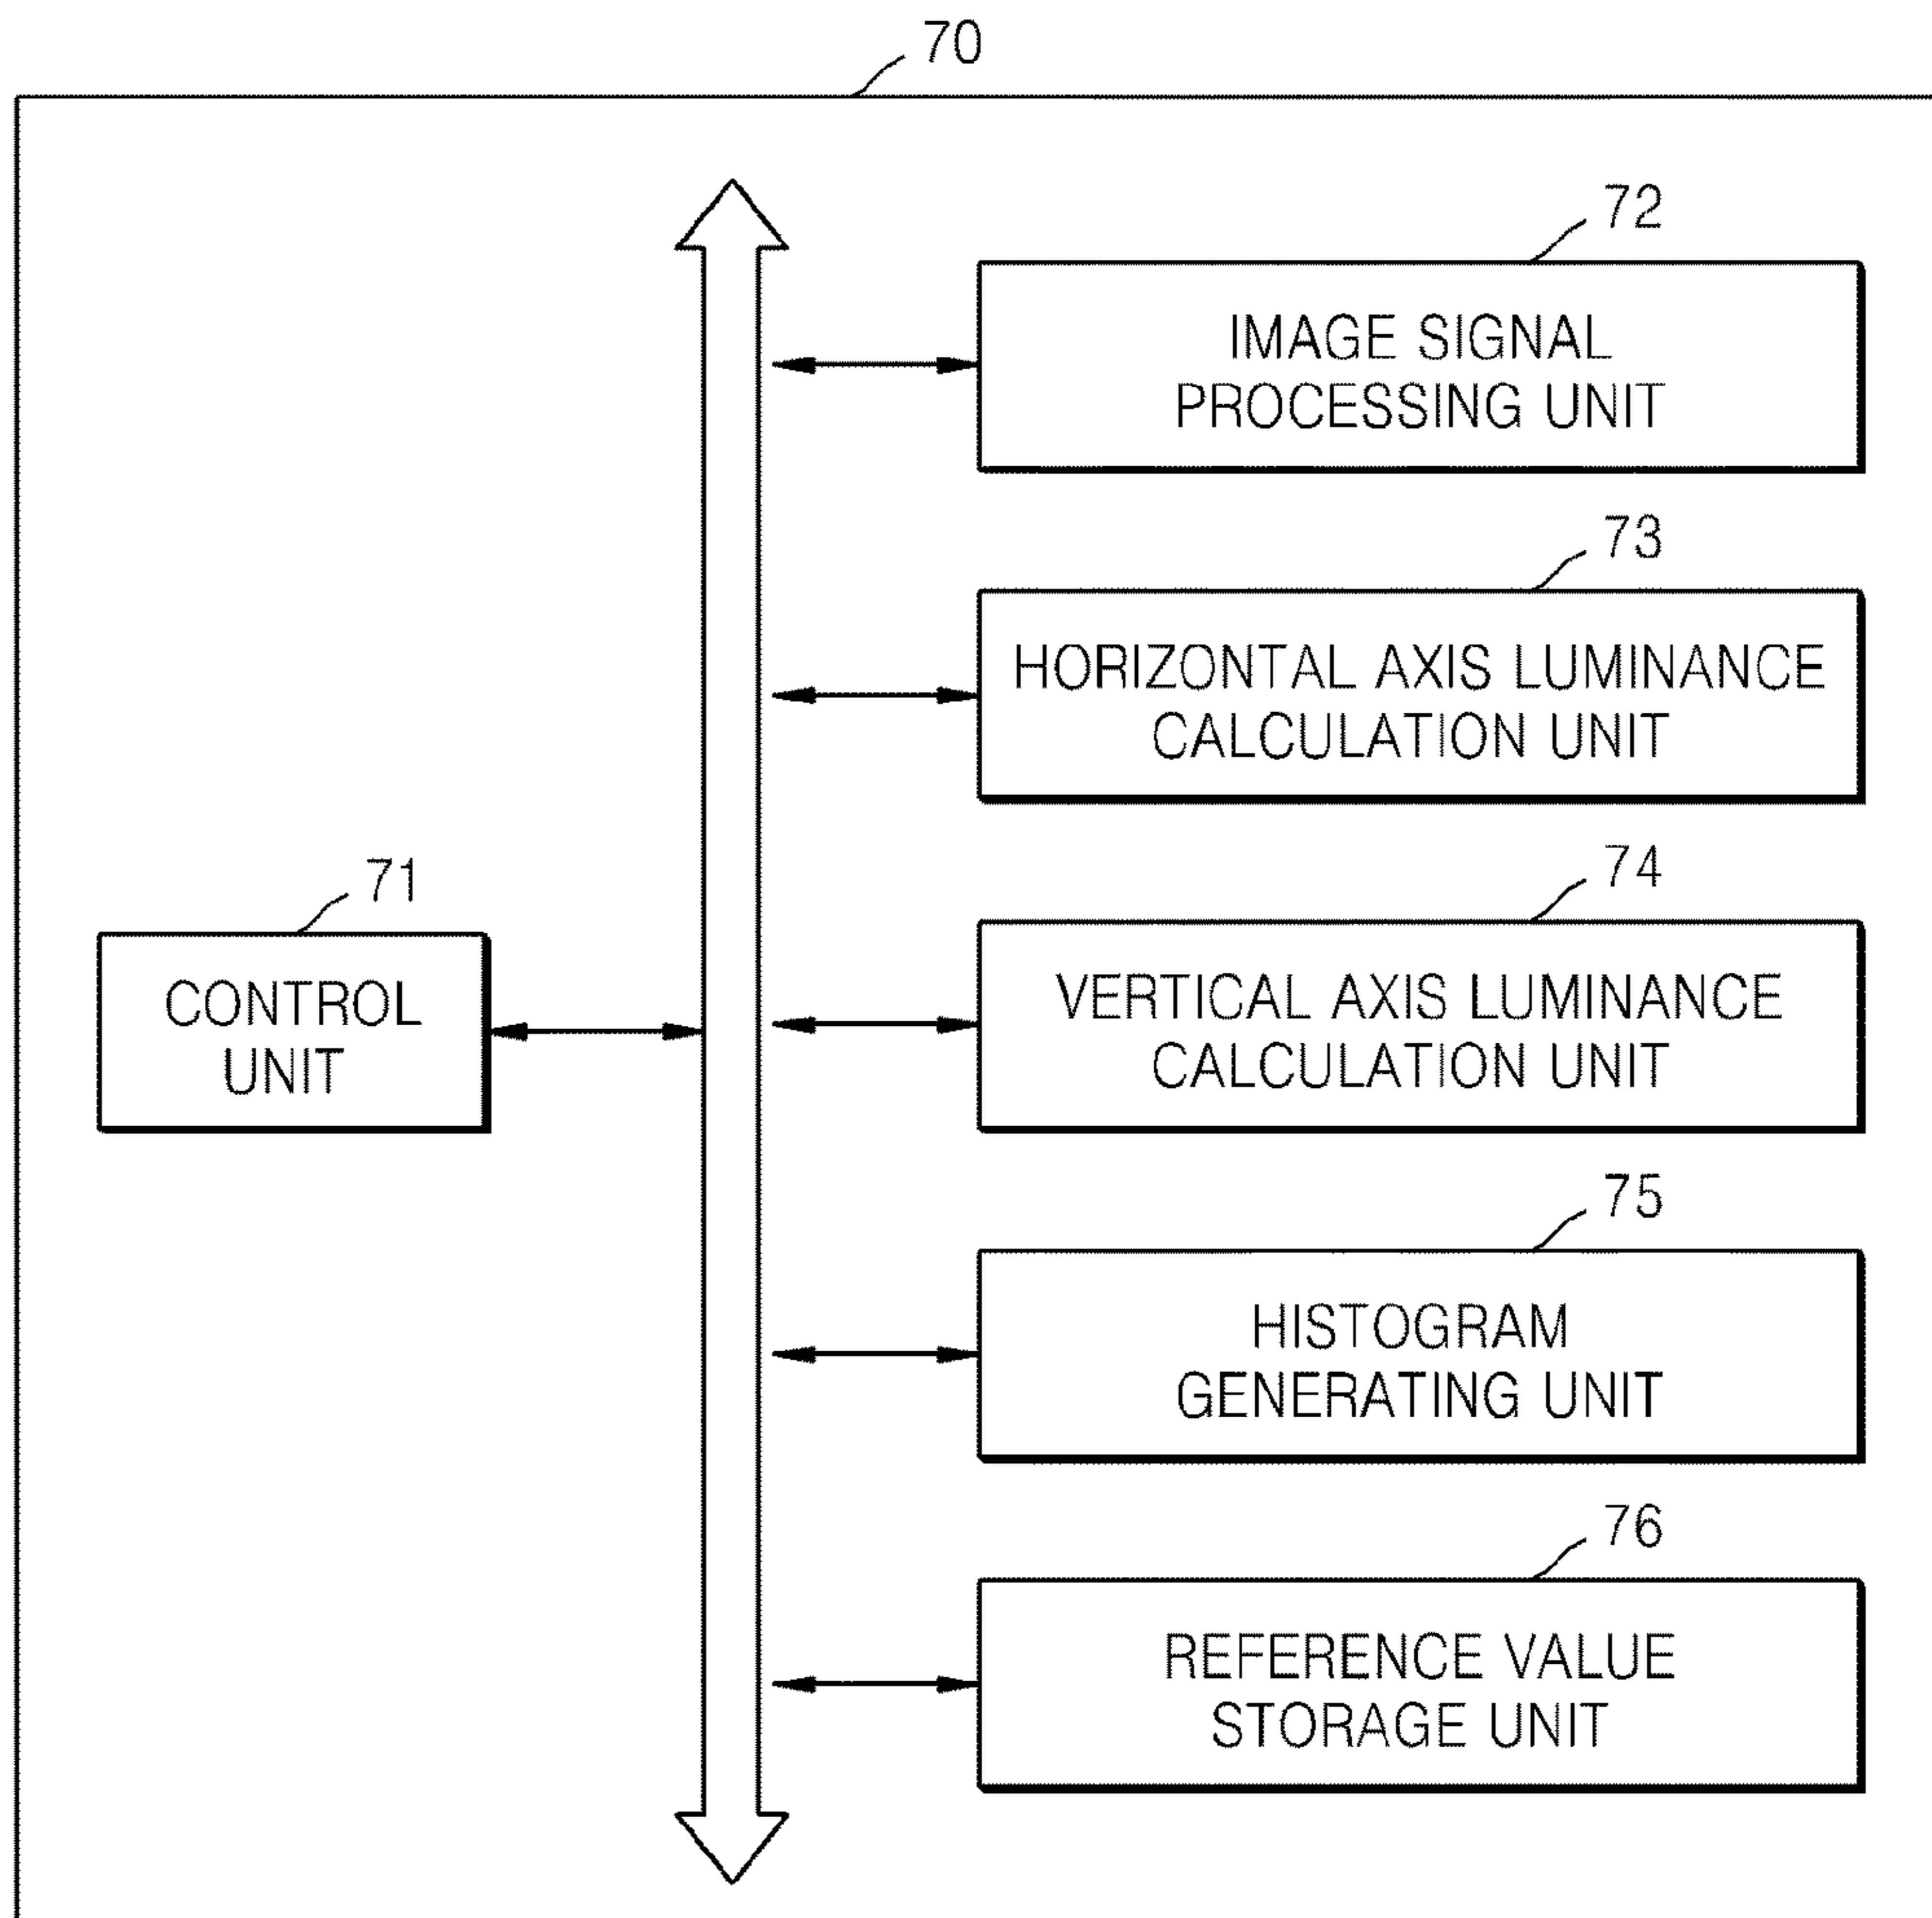 70
72
IMAGE SIGNAL
PROCESSING UNIT
73
HORIZONTAL AXIS LUMINANCE
CALCULATION UNIT
71
CONTROL
UNIT
74
VERTICAL AXIS LUMINANCE
CALCULATION UNIT
75
HISTOGRAM
GENERATING UNIT
76
REFERENCE VALUE
STORAGE UNIT